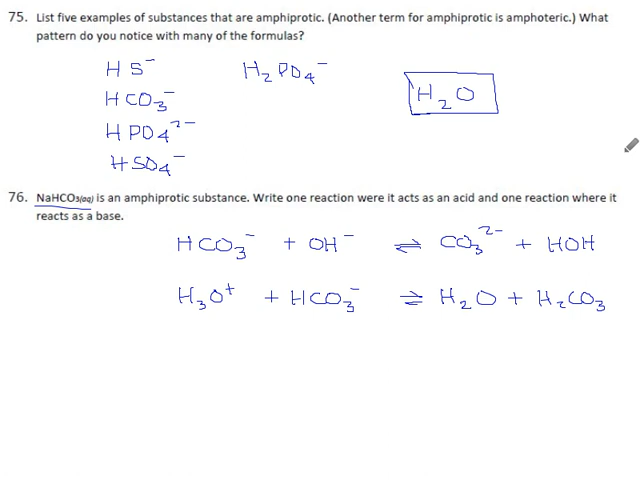 75. List five examples of substances that are amphiprotic. (Another term for amphiprotic is amphoteric.) What
pattern do you notice with many of the formulas?
HS⁻ H₂PO₄⁻
H₂O
HCO₃⁻
HPO₄²⁻
HSO₄⁻
76. NaHCO₃₍ₐq₎ is an amphiprotic substance. Write one reaction were it acts as an acid and one reaction where it
reacts as a base.
HCO₃⁻ + OH⁻ ⇌ CO₃²⁻ + HOH
H₃O⁺ + HCO₃⁻ ⇌ H₂O + H₂CO₃